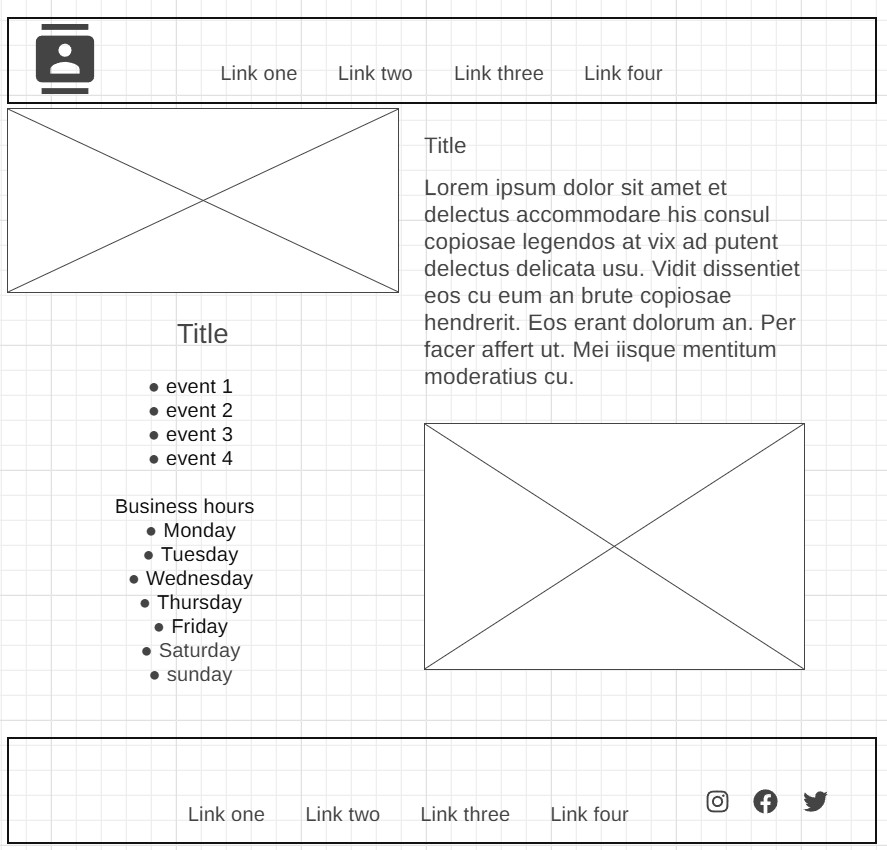 Link one Link two Link three Link four
Title
Lorem ipsum dolor sit amet et
delectus accommodare his consul
copiosae legendos at vix ad putent
delectus delicata usu. Vidit dissentiet
eos cu eum an brute copiosae
hendrerit. Eos erant dolorum an. Per
facer affert ut. Mei iisque mentitum
moderatius cu.
Title
● event 1
● event 2
● event 3
● event 4
Business hours
● Monday
● Tuesday
● Wednesday
● Thursday
● Friday
● Saturday
● sunday
Link one Link two Link three Link four